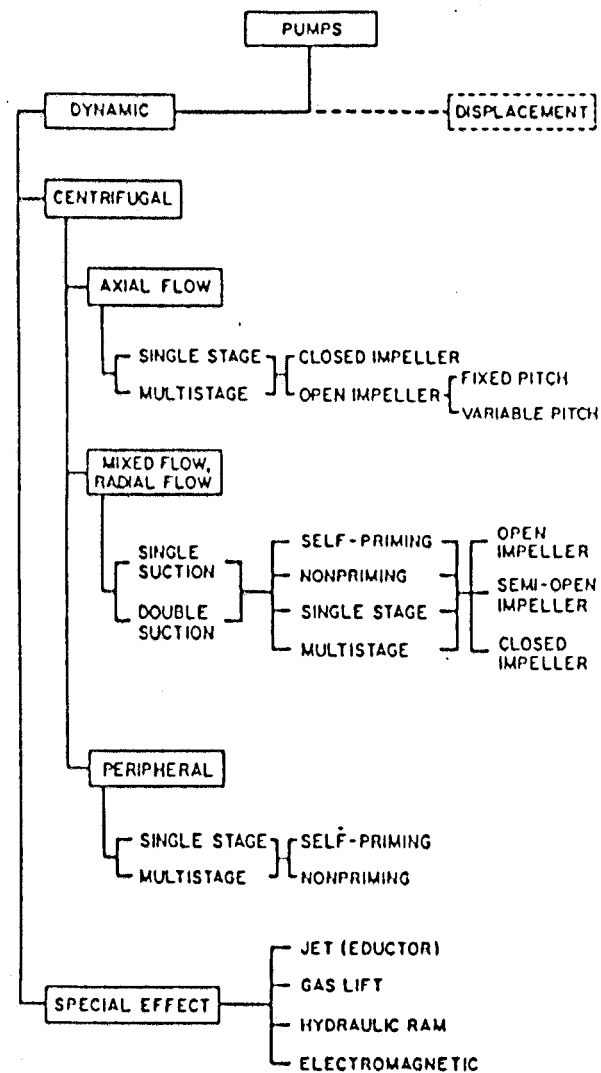 PUMPS
DYNAMIC
DISPLACEMENT
CENTRIFUGAL
AXIAL FLOW
SINGLE STAGE
CLOSED IMPELLER
FIXED PITCH
MULTISTAGE
OPEN IMPELLER
VARIABLE PITCH
MIXED FLOW,
RADIAL FLOW
SINGLE
SUCTION
DOUBLE
SUCTION
SELF-PRIMING
NONPRIMING
SINGLE STAGE
MULTISTAGE
OPEN
IMPELLER
SEMI-OPEN
IMPELLER
CLOSED
IMPELLER
PERIPHERAL
SINGLE STAGE
SELF-PRIMING
MULTISTAGE
NONPRIMING
SPECIAL EFFECT
JET (EDUCTOR)
GAS LIFT
HYDRAULIC RAM
ELECTROMAGNETIC